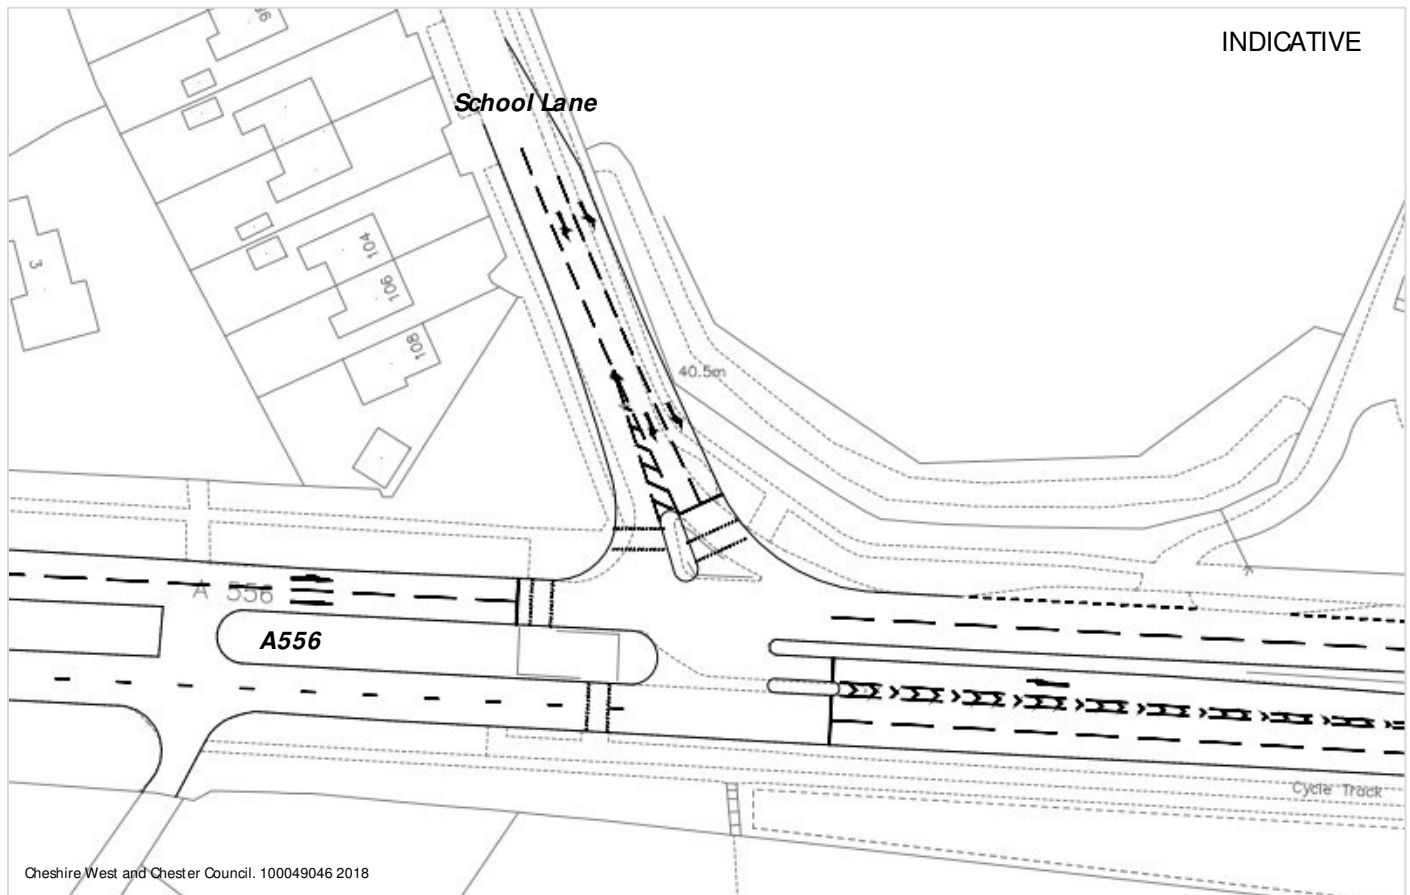 INDICATIVE
School Lane
3
104
106
108
40.5m
A 556
A556
Cycle Track
Cheshire West and Chester Council. 100049046 2018